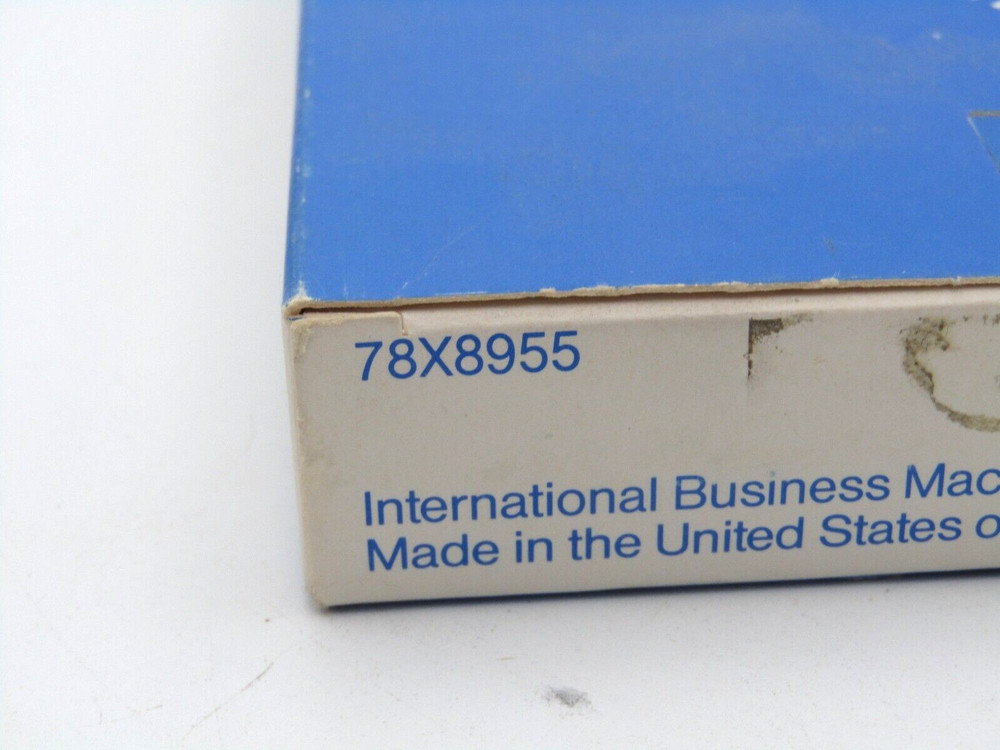 78X8955
International Business Mac
Made in the United States o